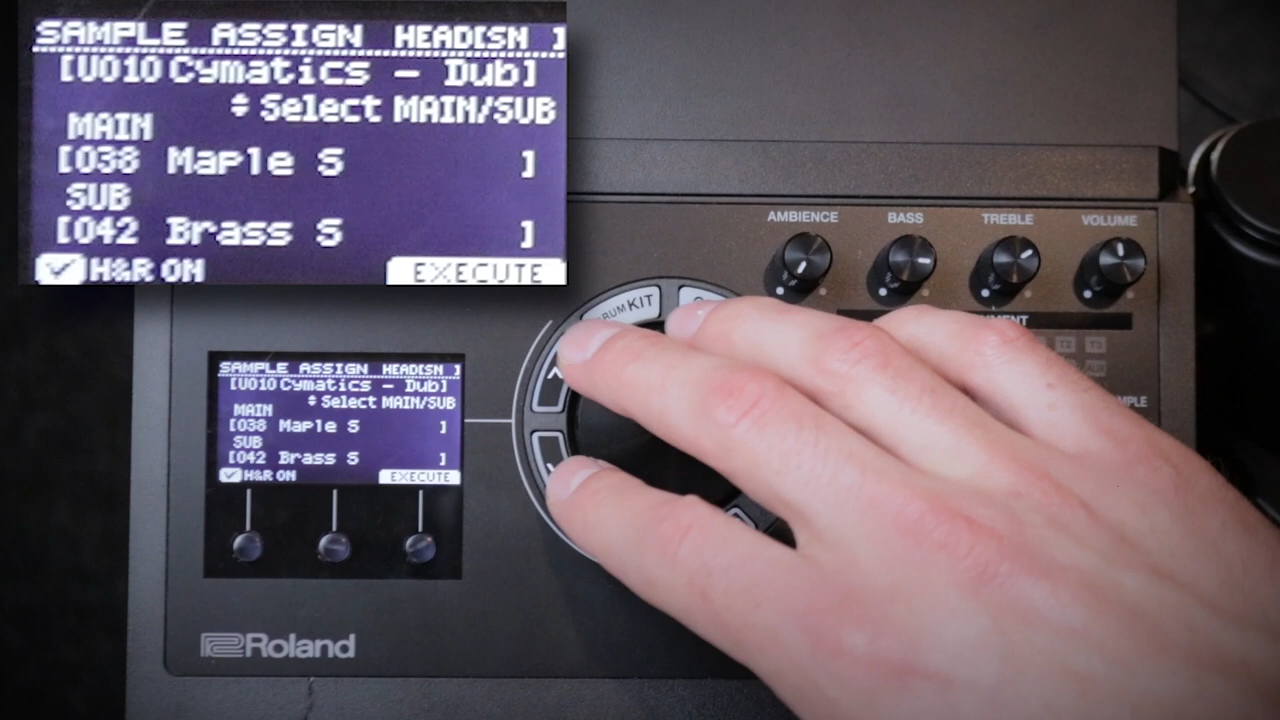 SAMPLE ASSIGN HEAD[SN ]
[U010 Cymatics - Dub]
Select MAIN/SUB
MAIN
[038 Maple S ]
SUB
[042 Brass S ]
H&R ON EXECUTE
AMBIENCE BASS TREBLE VOLUME
KIT
T2 T3
SAMPLE ASSIGN HEAD[SN ]
[U010 Cymatics - Dub]
Select MAIN/SUB
MAIN
[038 Maple S ]
SUB
[042 Brass S ]
H&R ON EXECUTE
Roland